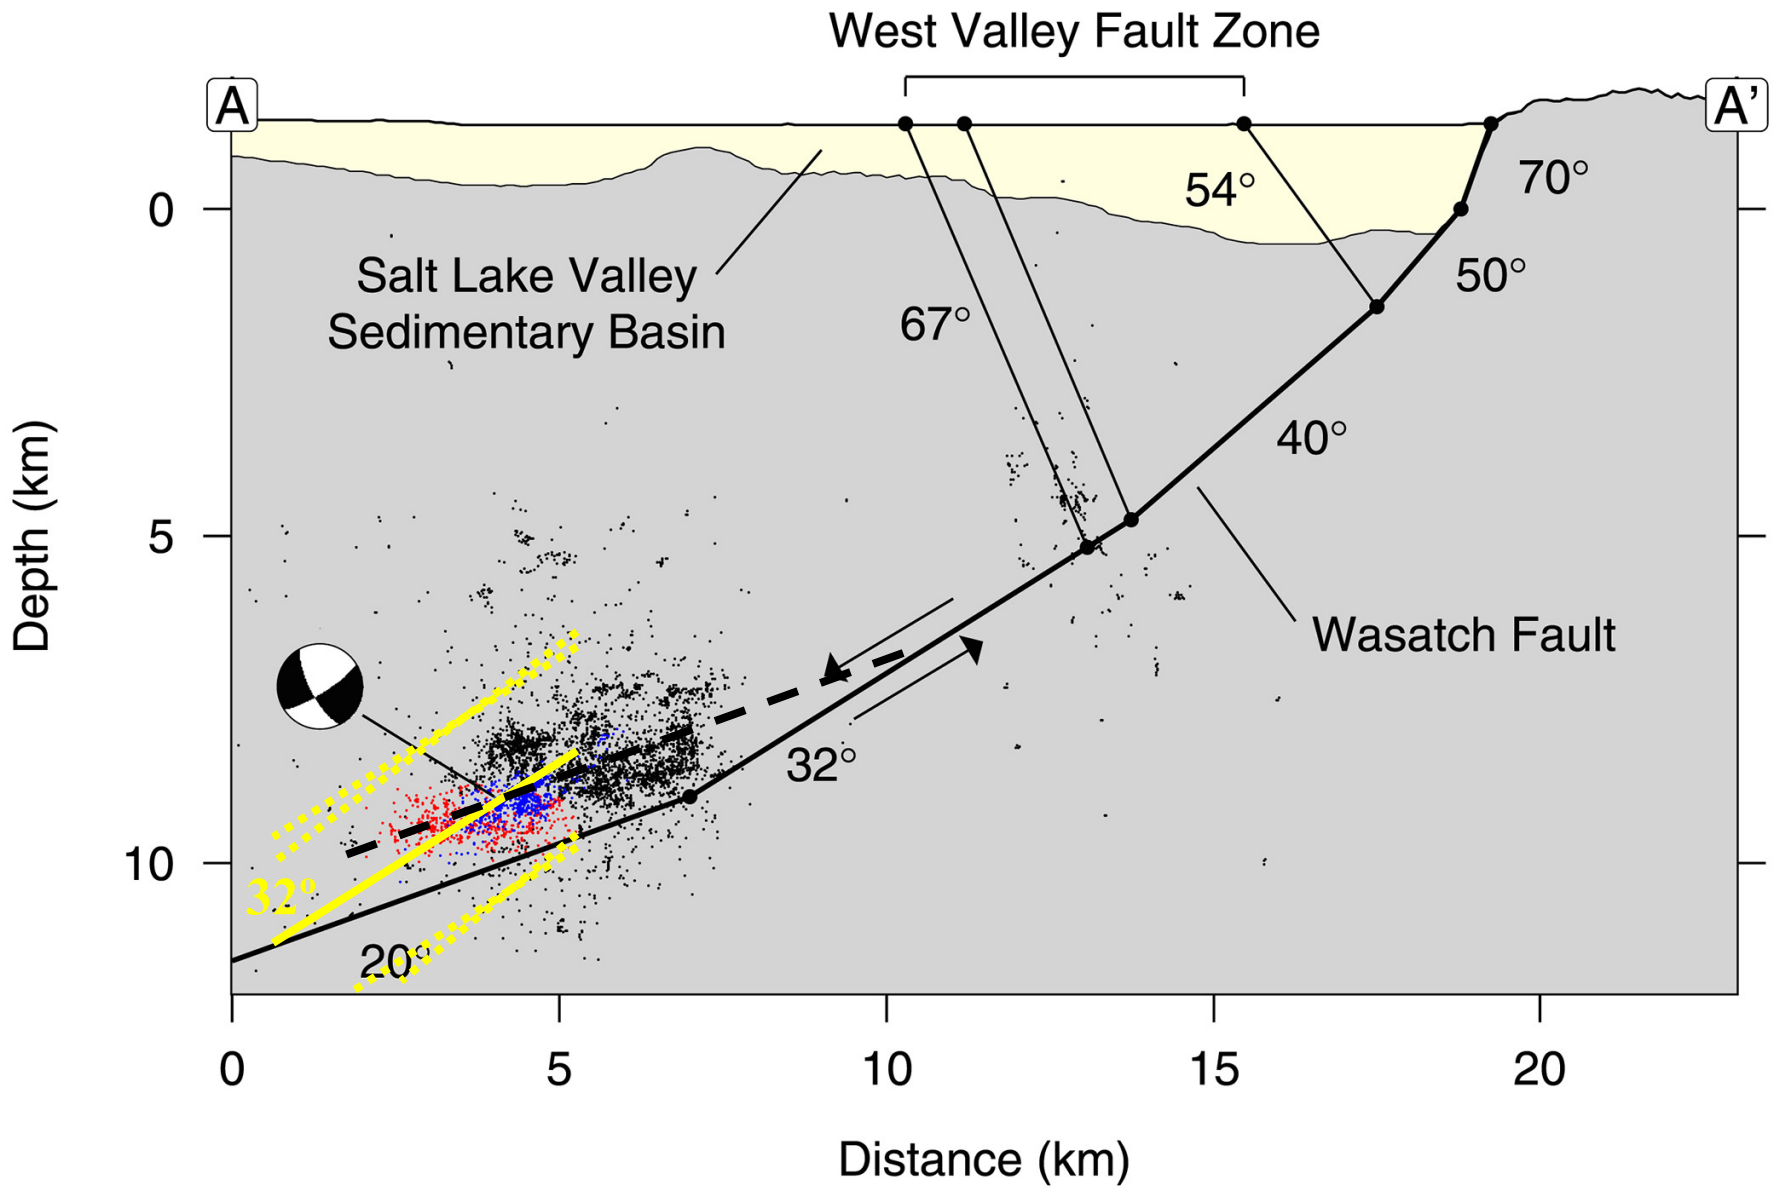 West Valley Fault Zone
A
A’
70°
54°
0
50°
Salt Lake Valley
Sedimentary Basin
67°
40°
5
Depth (km)
Wasatch Fault
32°
10
32°
20°
0
5
10
15
20
Distance (km)